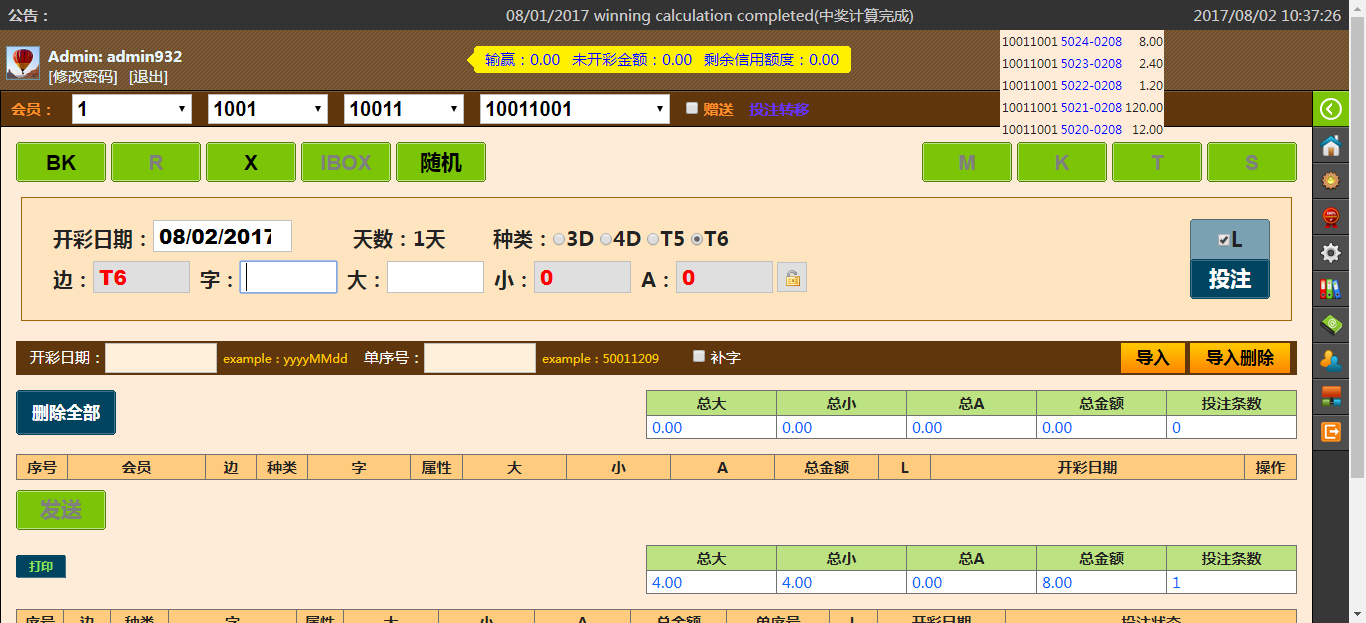 公告： 08/01/2017 winning calculation completed(中奖计算完成) 2017/08/02 10:37:26
Admin: admin932
[修改密码] [退出]
输赢：0.00 未开彩金额：0.00 剩余信用额度：0.00
10011001 5024-0208 8.00
10011001 5023-0208 2.40
10011001 5022-0208 1.20
10011001 5021-0208 120.00
10011001 5020-0208 12.00
会员： 1 1001 10011 10011001 赠送 投注转移
BK R X IBOX 随机 M K T S
开彩日期：08/02/2017 天数：1天 种类： 3D 4D T5 T6 L
边：T6 字： 大： 小：0 A：0 投注
开彩日期： example : yyyyMMdd 单序号： example : 50011209 补字 导入 导入删除
删除全部
总大 总小 总A 总金额 投注条数
0.00 0.00 0.00 0.00 0
序号 会员 边 种类 字 属性 大 小 A 总金额 L 开彩日期 操作
发送
打印
总大 总小 总A 总金额 投注条数
4.00 4.00 0.00 8.00 1
序号 边 种类 字 属性 大 小 A 总金额 单序号 L 开彩日期 投注状态